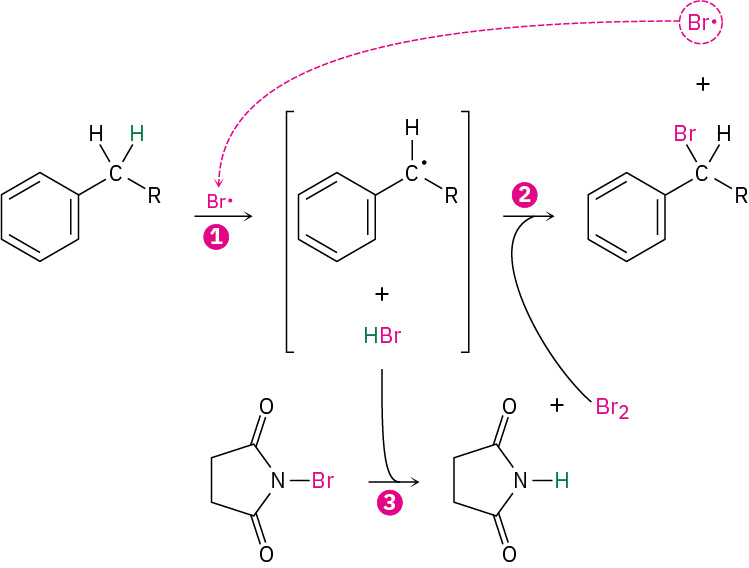 Br•
+
H H
C
R
Br•
1
H
C•
R
+
HBr
2
Br H
C
R
+ Br2
O
N—Br
O
3
O
N—H
O